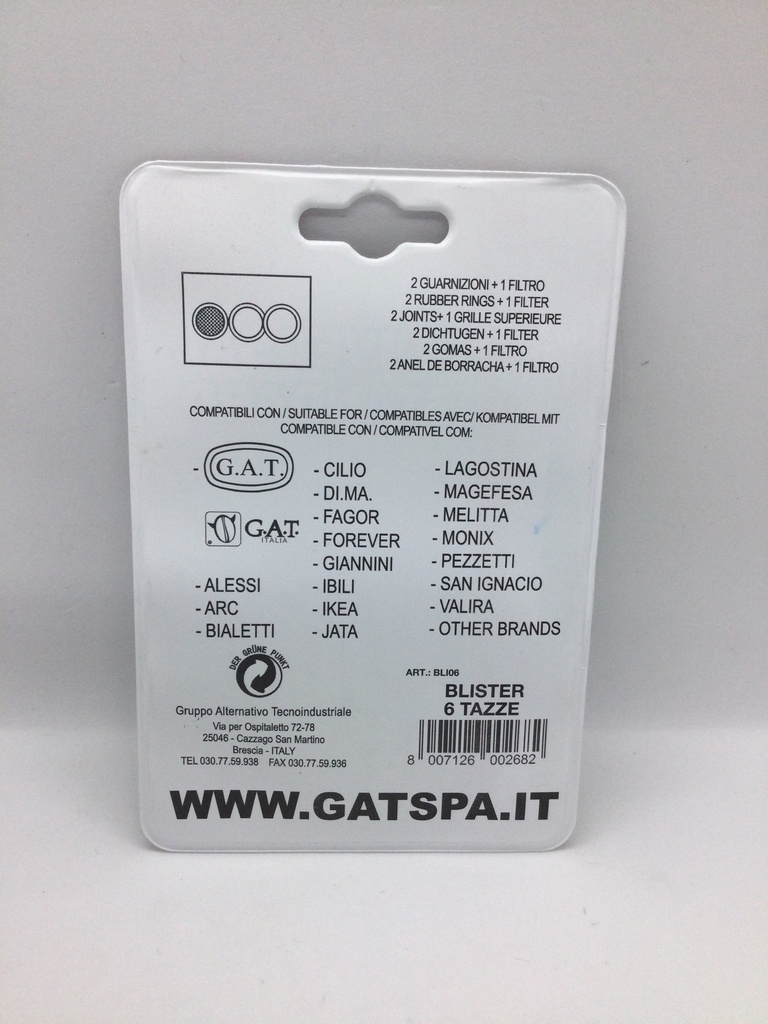 2 GUARNIZIONI + 1 FILTRO
2 RUBBER RINGS + 1 FILTER
2 JOINTS+ 1 GRILLE SUPERIEURE
2 DICHTUGEN + 1 FILTER
2 GOMAS + 1 FILTRO
2 ANEL DE BORRACHA + 1 FILTRO
COMPATIBILI CON / SUITABLE FOR / COMPATIBLES AVEC/ KOMPATIBEL MIT
COMPATIBLE CON / COMPATIVEL COM:
- G.A.T.
G.A.T.
ITALIA
- ALESSI
- ARC
- BIALETTI
- CILIO
- DI.MA.
- FAGOR
- FOREVER
- GIANNINI
- IBILI
- IKEA
- JATA
- LAGOSTINA
- MAGEFESA
- MELITTA
- MONIX
- PEZZETTI
- SAN IGNACIO
- VALIRA
- OTHER BRANDS
DER GRÜNE PUNKT
Gruppo Alternativo Tecnoindustriale
Via per Ospitaletto 72-78
25046 - Cazzago San Martino
Brescia - ITALY
TEL 030.77.59.938 FAX 030.77.59.936
ART.: BLI06
BLISTER
6 TAZZE
8 007126 002682
WWW.GATSPA.IT